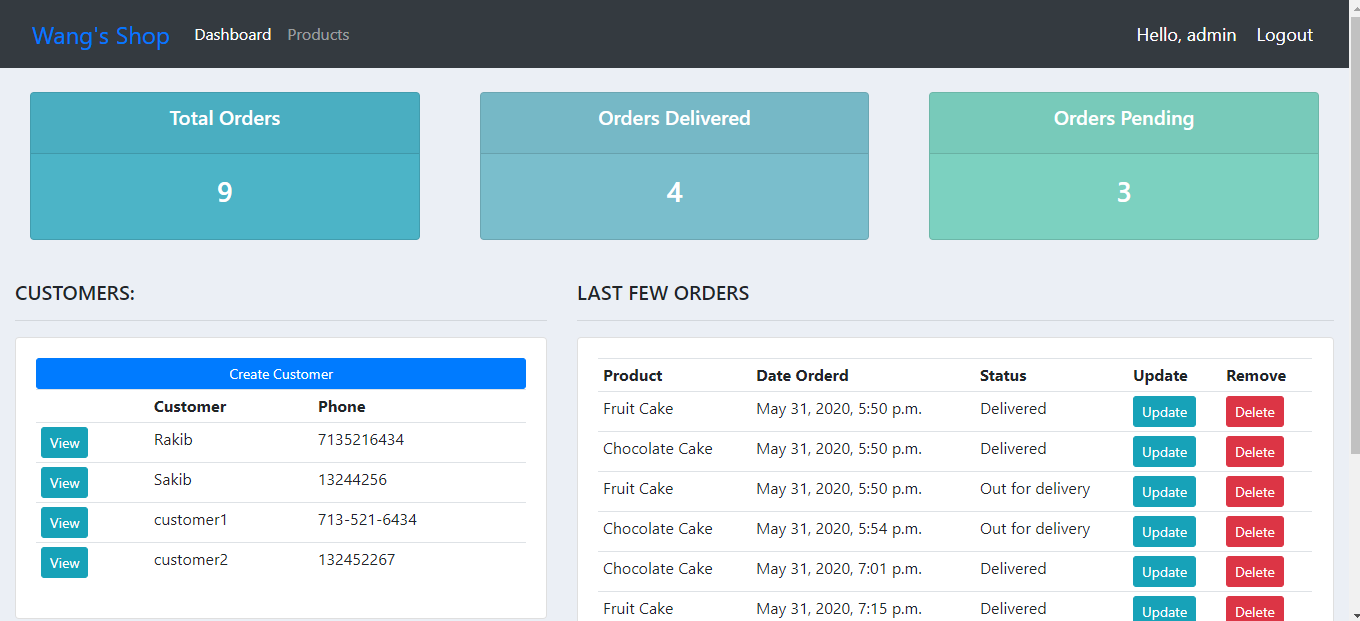 Wang's Shop Dashboard Products Hello, admin Logout
Total Orders
9
Orders Delivered
4
Orders Pending
3
CUSTOMERS:
Create Customer
Customer Phone
View Rakib 7135216434
View Sakib 13244256
View customer1 713-521-6434
View customer2 132452267
LAST FEW ORDERS
Product Date Orderd Status Update Remove
Fruit Cake May 31, 2020, 5:50 p.m. Delivered Update Delete
Chocolate Cake May 31, 2020, 5:50 p.m. Delivered Update Delete
Fruit Cake May 31, 2020, 5:50 p.m. Out for delivery Update Delete
Chocolate Cake May 31, 2020, 5:54 p.m. Out for delivery Update Delete
Chocolate Cake May 31, 2020, 7:01 p.m. Delivered Update Delete
Fruit Cake May 31, 2020, 7:15 p.m. Delivered Update Delete